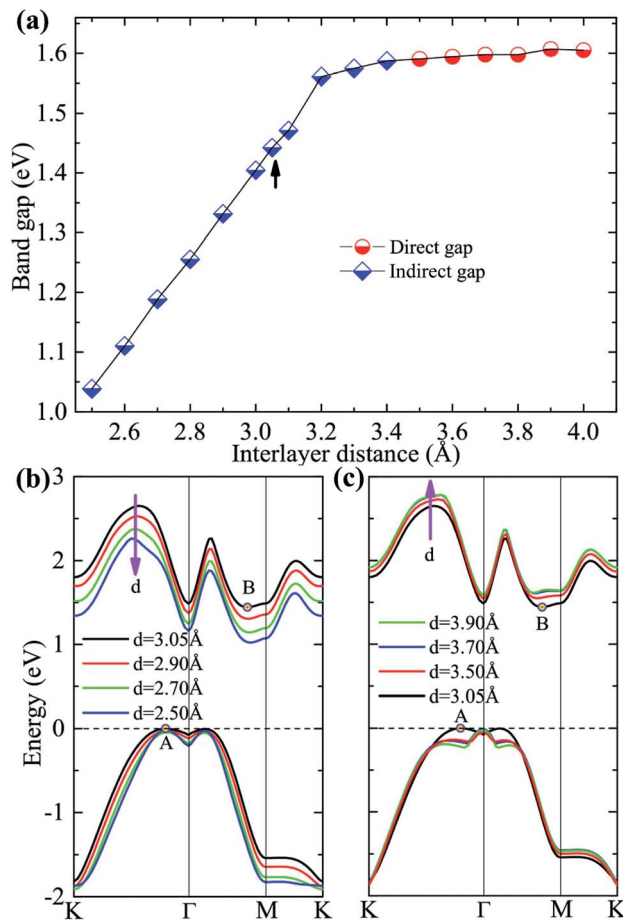 (a)
Band gap (eV)
1.6
1.5
1.4
1.3
1.2
1.1
1.0
Direct gap
Indirect gap
2.6 2.8 3.0 3.2 3.4 3.6 3.8 4.0
Interlayer distance (Å)
(b)
(c)
Energy (eV)
3
2
1
0
−1
−2
d
B
d=3.05Å
d=2.90Å
d=2.70Å
d=2.50Å
A
K Γ M K
d
B
d=3.90Å
d=3.70Å
d=3.50Å
d=3.05Å
A
K Γ M K